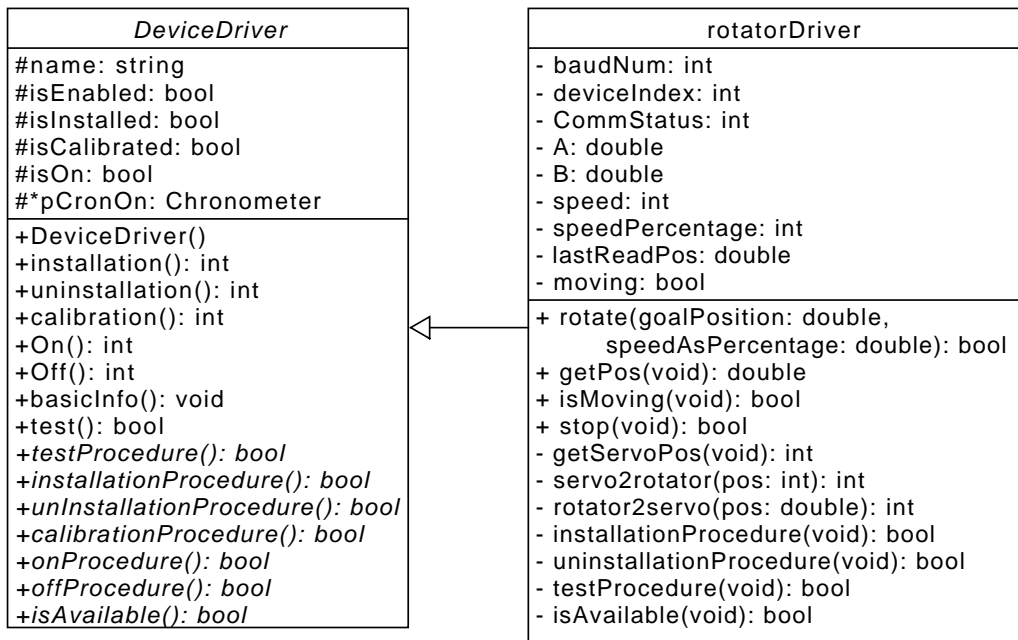 DeviceDriver
#name: string
#isEnabled: bool
#isInstalled: bool
#isCalibrated: bool
#isOn: bool
#*pCronOn: Chronometer
+DeviceDriver()
+installation(): int
+uninstallation(): int
+calibration(): int
+On(): int
+Off(): int
+basicInfo(): void
+test(): bool
+testProcedure(): bool
+installationProcedure(): bool
+unInstallationProcedure(): bool
+calibrationProcedure(): bool
+onProcedure(): bool
+offProcedure(): bool
+isAvailable(): bool
rotatorDriver
- baudNum: int
- deviceIndex: int
- CommStatus: int
- A: double
- B: double
- speed: int
- speedPercentage: int
- lastReadPos: double
- moving: bool
+ rotate(goalPosition: double,
speedAsPercentage: double): bool
+ getPos(void): double
+ isMoving(void): bool
+ stop(void): bool
- getServoPos(void): int
- servo2rotator(pos: int): int
- rotator2servo(pos: double): int
- installationProcedure(void): bool
- uninstallationProcedure(void): bool
- testProcedure(void): bool
- isAvailable(void): bool